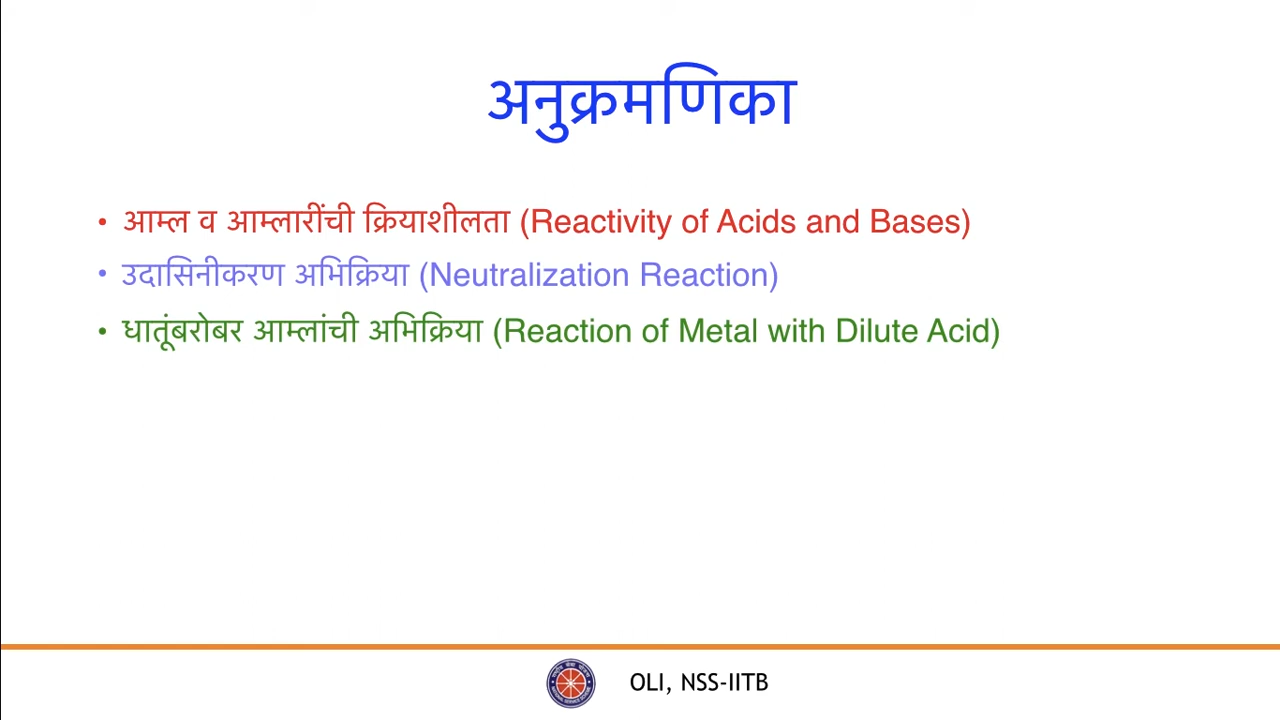 अनुक्रमणिका
• आम्ल व आम्लारींची क्रियाशीलता (Reactivity of Acids and Bases)
• उदासिनीकरण अभिक्रिया (Neutralization Reaction)
• धातूंबरोबर आम्लांची अभिक्रिया (Reaction of Metal with Dilute Acid)
OLI, NSS-IITB